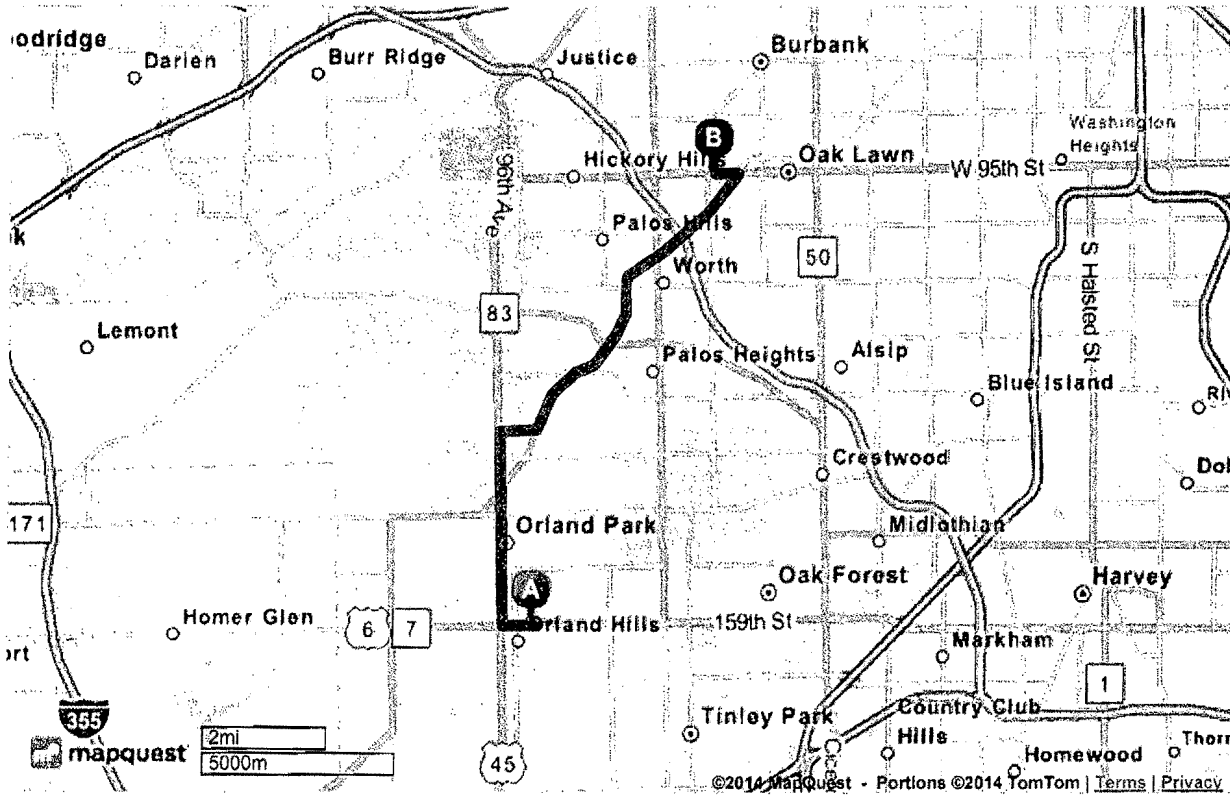 odridge
Darien
Burr Ridge
Justice
Burbank
Washington
Heights
B
Hickory Hills
Oak Lawn
W 95th St
96th Ave
k
Palos Hills
Worth
50
S Halsted St
83
Lemont
Palos Heights
Alsip
Blue Island
Riv
Crestwood
Dol
171
Orland Park
Midlothian
A
Oak Forest
Harvey
Homer Glen
6
7
Orland Hills
159th St
ort
Markham
1
355
Tinley Park
Country Club
Hills
mapquest
2mi
5000m
45
Homewood
Thorn
©2014 MapQuest - Portions ©2014 TomTom | Terms | Privacy